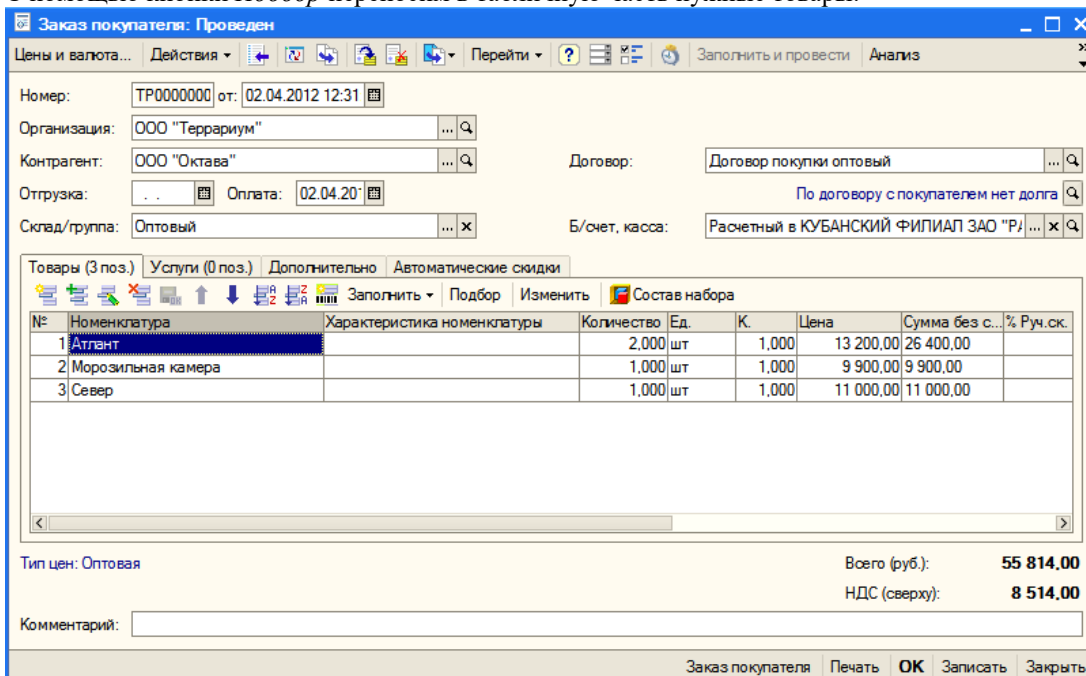 Заказ покупателя: Проведен
Цены и валюта... Действия Перейти ? Заполнить и провести Анализ
Номер: ТР0000000 от: 02.04.2012 12:31
Организация: ООО "Террариум" ...
Контрагент: ООО "Октава" ... Договор: Договор покупки оптовый ...
Отгрузка: . . Оплата: 02.04.20 По договору с покупателем нет долга
Склад/группа: Оптовый ... x Б/счет, касса: Расчетный в КУБАНСКИЙ ФИЛИАЛ ЗАО "РА ... x
Товары (3 поз.) Услуги (0 поз.) Дополнительно Автоматические скидки
Заполнить Подбор Изменить Состав набора
№ Номенклатура Характеристика номенклатуры Количество Ед. К. Цена Сумма без с... % Руч.ск.
1 Атлант 2,000 шт 1,000 13 200,00 26 400,00
2 Морозильная камера 1,000 шт 1,000 9 900,00 9 900,00
3 Север 1,000 шт 1,000 11 000,00 11 000,00
Тип цен: Оптовая Всего (руб.): 55 814,00
НДС (сверху): 8 514,00
Комментарий:
Заказ покупателя Печать OK Записать Закрыть